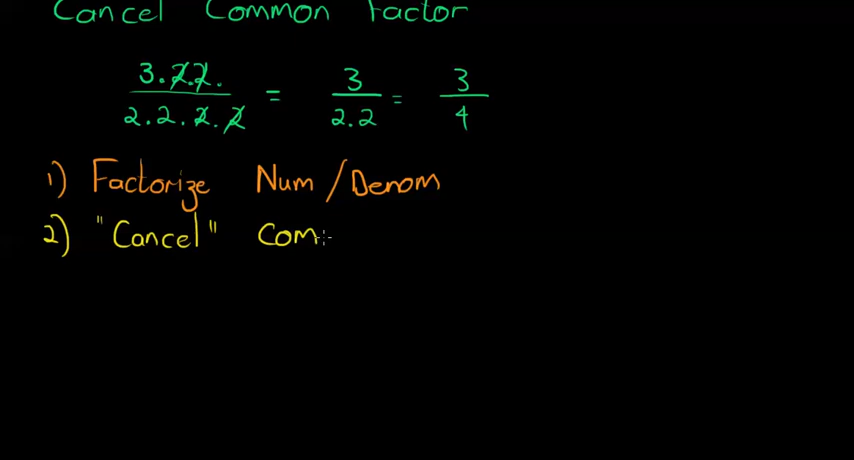 Cancel Common Factor
3.2.2. / 2.2.2.2 = 3 / 2.2 = 3 / 4
1) Factorize Num/Denom
2) "Cancel" Com